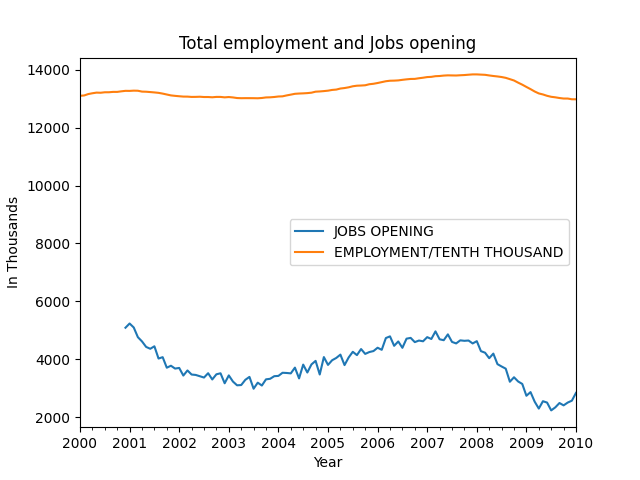 Total employment and Jobs opening
14000
12000
10000
8000
6000
4000
2000
In Thousands
JOBS OPENING
EMPLOYMENT/TENTH THOUSAND
2000 2001 2002 2003 2004 2005 2006 2007 2008 2009 2010
Year